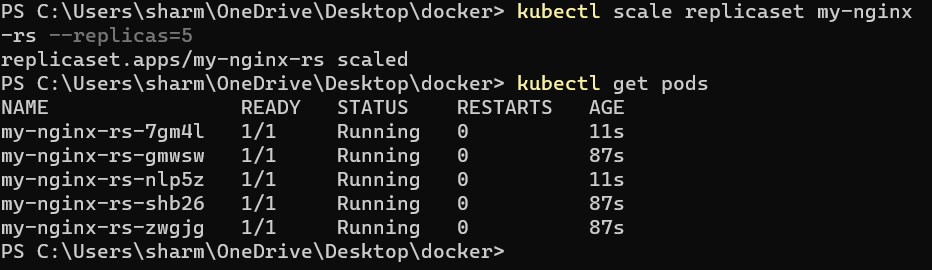 PS C:\Users\sharm\OneDrive\Desktop\docker> kubectl scale replicaset my-nginx
-rs --replicas=5
replicaset.apps/my-nginx-rs scaled
PS C:\Users\sharm\OneDrive\Desktop\docker> kubectl get pods
NAME                READY   STATUS    RESTARTS   AGE
my-nginx-rs-7gm4l   1/1     Running   0          11s
my-nginx-rs-gmwsw   1/1     Running   0          87s
my-nginx-rs-nlp5z   1/1     Running   0          11s
my-nginx-rs-shb26   1/1     Running   0          87s
my-nginx-rs-zwgjg   1/1     Running   0          87s
PS C:\Users\sharm\OneDrive\Desktop\docker>